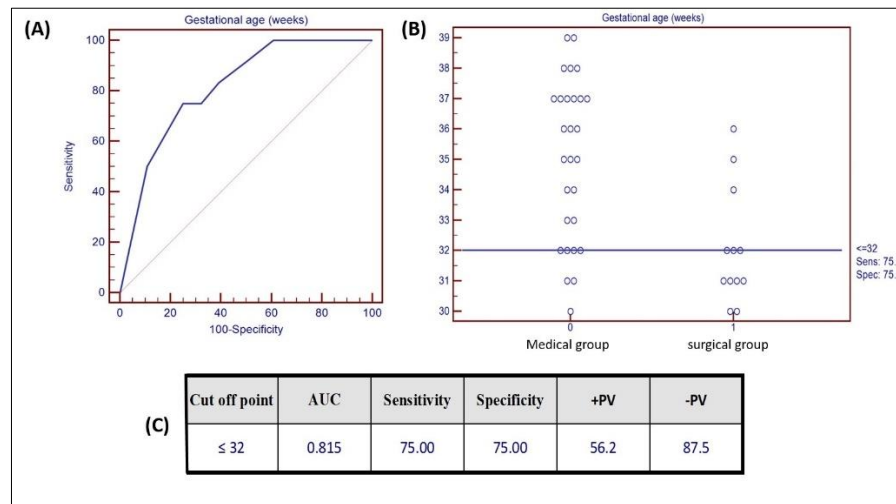 (A)
Gestational age (weeks)
100
80
60
40
20
0
Sensitivity
0 20 40 60 80 100
100-Specificity
(B)
Gestational age (weeks)
39
38
37
36
35
34
33
32
31
30
<=32
Sens: 75.
Spec: 75.
0 1
Medical group surgical group
(C)
Cut off point AUC Sensitivity Specificity +PV -PV
≤ 32 0.815 75.00 75.00 56.2 87.5